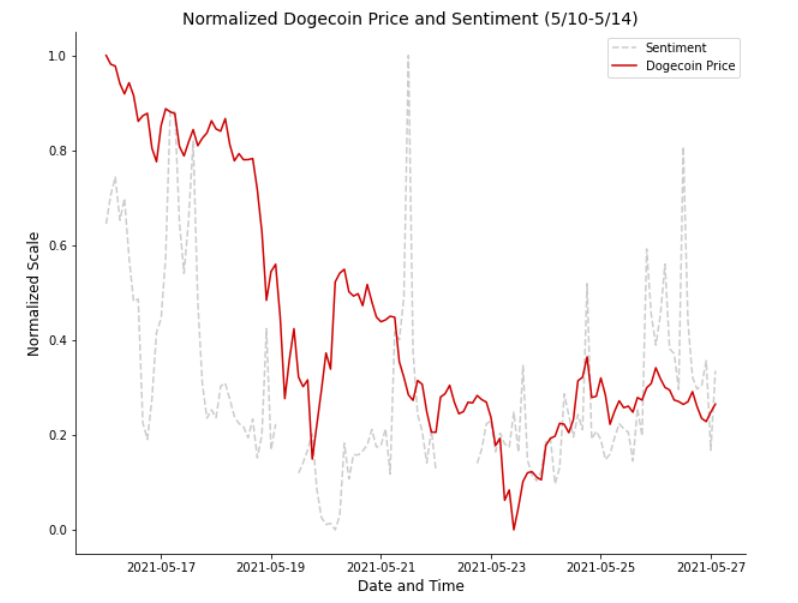 Normalized Dogecoin Price and Sentiment (5/10-5/14)
Sentiment
Dogecoin Price
Normalized Scale
1.0
0.8
0.6
0.4
0.2
0.0
2021-05-17 2021-05-19 2021-05-21 2021-05-23 2021-05-25 2021-05-27
Date and Time